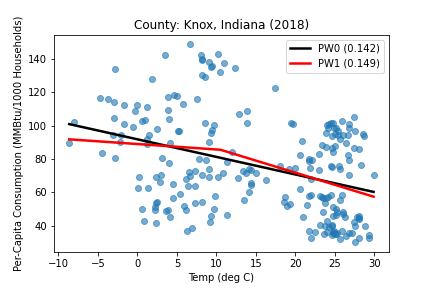 County: Knox, Indiana (2018)
Per-Capita Consumption (MMBtu/1000 Households)
140
120
100
80
60
40
PW0 (0.142)
PW1 (0.149)
−10 −5 0 5 10 15 20 25 30
Temp (deg C)